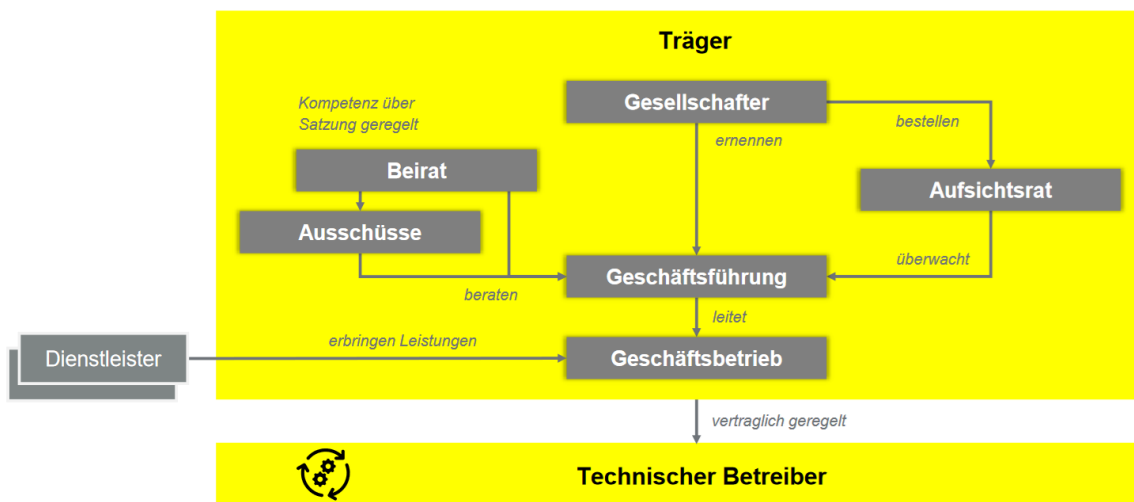 Träger
Gesellschafter
Kompetenz über
Satzung geregelt
bestellen
ernennen
Beirat
Aufsichtsrat
Ausschüsse
überwacht
Geschäftsführung
beraten
leitet
erbringen Leistungen
Dienstleister
Geschäftsbetrieb
vertraglich geregelt
Technischer Betreiber